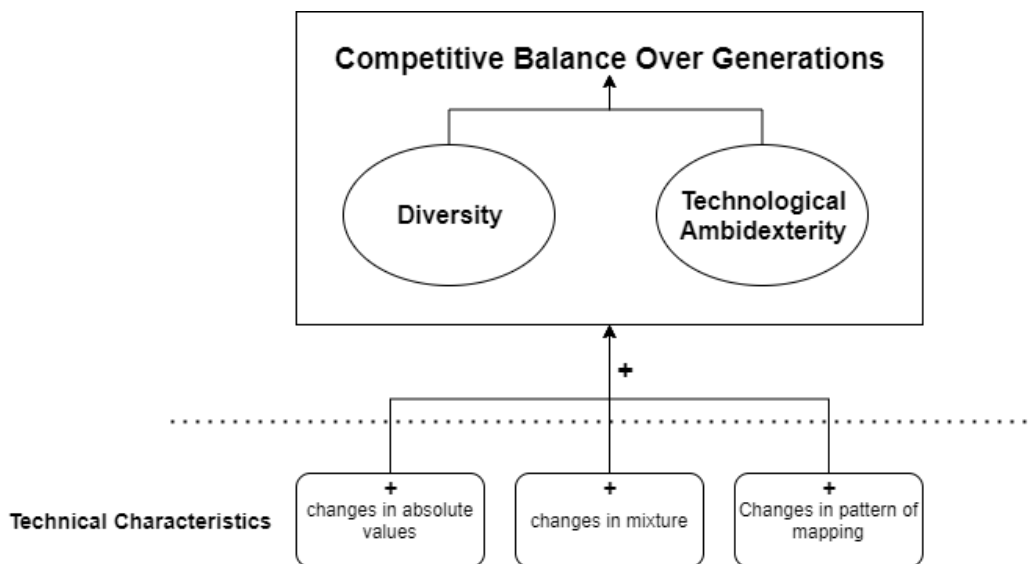 Competitive Balance Over Generations
Diversity
Technological
Ambidexterity
+
Technical Characteristics
+
changes in absolute
values
+
changes in mixture
+
Changes in pattern of
mapping